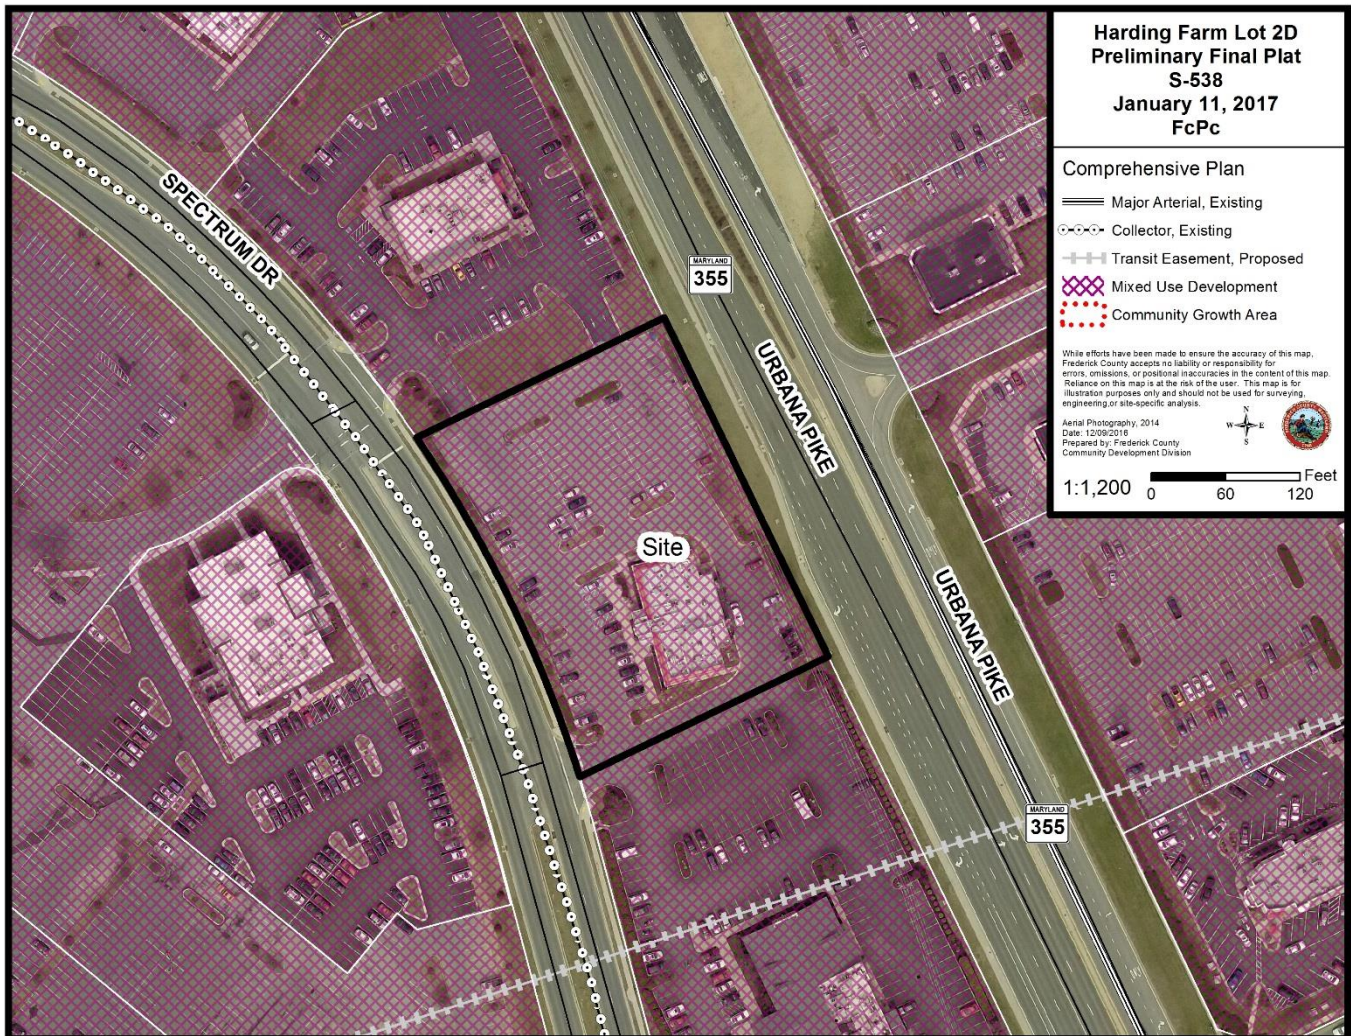 Harding Farm Lot 2D
Preliminary Final Plat
S-538
January 11, 2017
FcPc
Comprehensive Plan
Major Arterial, Existing
Collector, Existing
Transit Easement, Proposed
Mixed Use Development
Community Growth Area
While efforts have been made to ensure the accuracy of this map,
Frederick County accepts no liability or responsibility for
errors, omissions, or positional inaccuracies in the content of this map.
Reliance on this map is at the risk of the user. This map is for
illustration purposes only and should not be used for surveying,
engineering,or site-specific analysis.
Aerial Photography, 2014
Date: 12/09/2016
Prepared by: Frederick County
Community Development Division
N
W E
S
1:1,200
0 60 120 Feet
SPECTRUM DR
MARYLAND
355
URBANA PIKE
Site
URBANA PIKE
MARYLAND
355